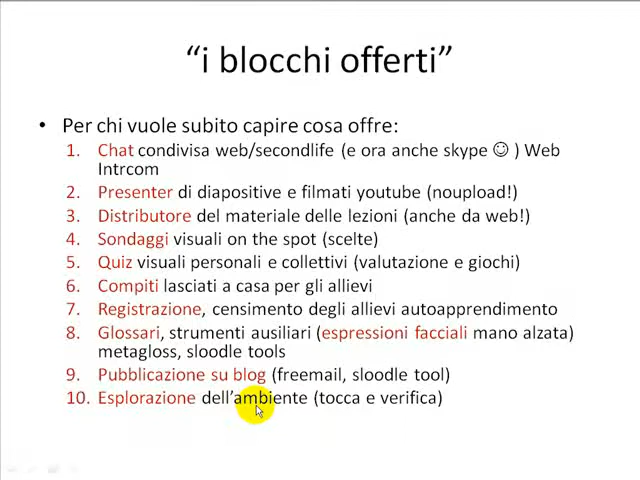 “i blocchi offerti”
• Per chi vuole subito capire cosa offre:
1. Chat condivisa web/secondlife (e ora anche skype ☺ ) Web
Intrcom
2. Presenter di diapositive e filmati youtube (noupload!)
3. Distributore del materiale delle lezioni (anche da web!)
4. Sondaggi visuali on the spot (scelte)
5. Quiz visuali personali e collettivi (valutazione e giochi)
6. Compiti lasciati a casa per gli allievi
7. Registrazione, censimento degli allievi autoapprendimento
8. Glossari, strumenti ausiliari (espressioni facciali mano alzata)
metagloss, sloodle tools
9. Pubblicazione su blog (freemail, sloodle tool)
10. Esplorazione dell’ambiente (tocca e verifica)